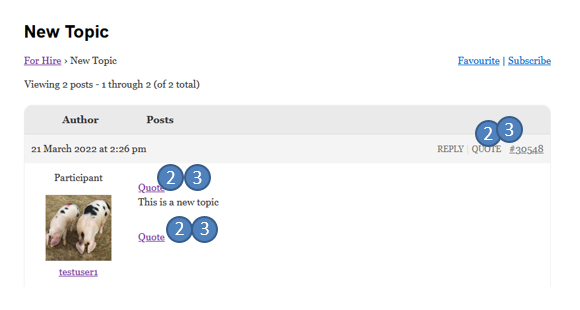 New Topic
For Hire › New Topic
Favourite | Subscribe
Viewing 2 posts - 1 through 2 (of 2 total)
Author Posts
2 3
21 March 2022 at 2:26 pm REPLY | QUOTE #30548
Participant
Quote 2 3
This is a new topic
Quote 2 3
testuser1